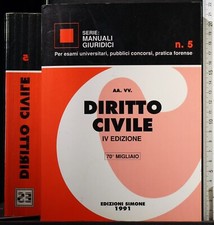 SERIE:
MANUALI
GIURIDICI
n. 5
Per esami universitari, pubblici concorsi, pratica forense
AA. VV.
DIRITTO
CIVILE
IV EDIZIONE
70° MIGLIAIO
EDIZIONI SIMONE
1991
5
DIRITTO CIVILE